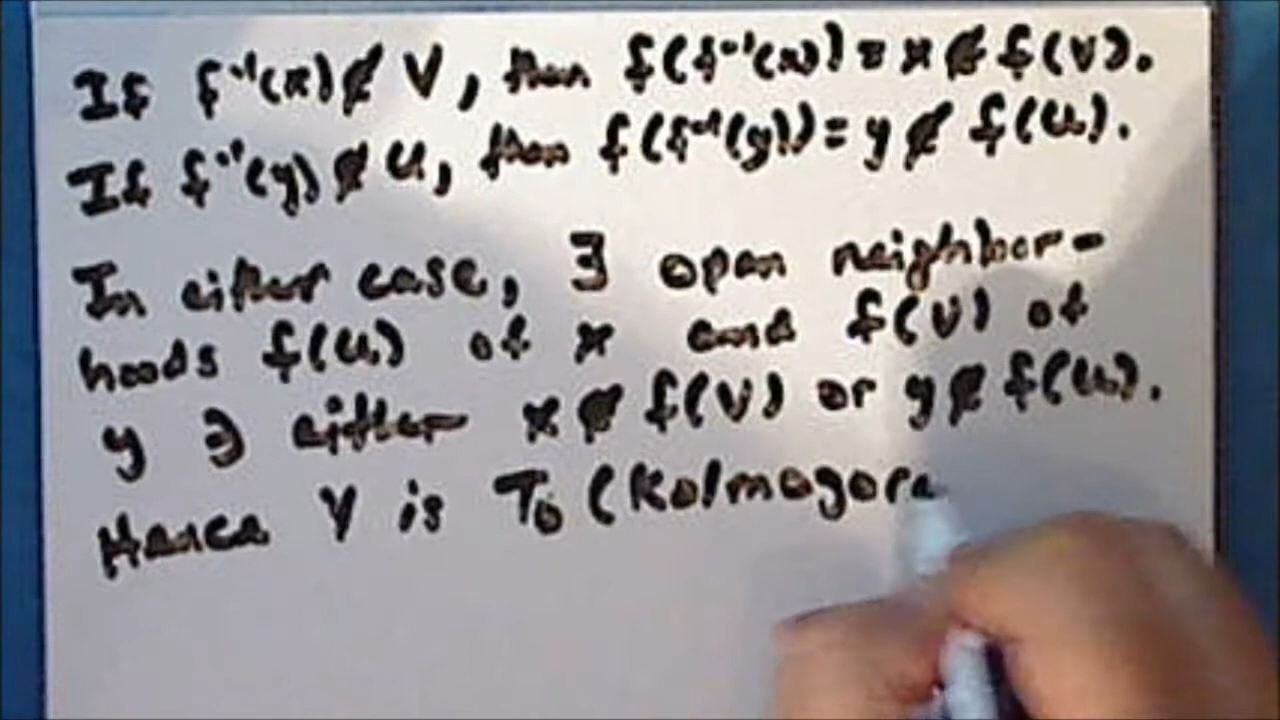 If f⁻¹(x)∉V, then f(f⁻¹(x))=x∉f(V).
If f⁻¹(y)∉U, then f(f⁻¹(y))=y∉f(U).
In either case, ∃ open neighbor-
hoods f(U) of x and f(V) of
y ∋ either x∉f(V) or y∉f(U).
Hence Y is T₀ (Kolmogoro